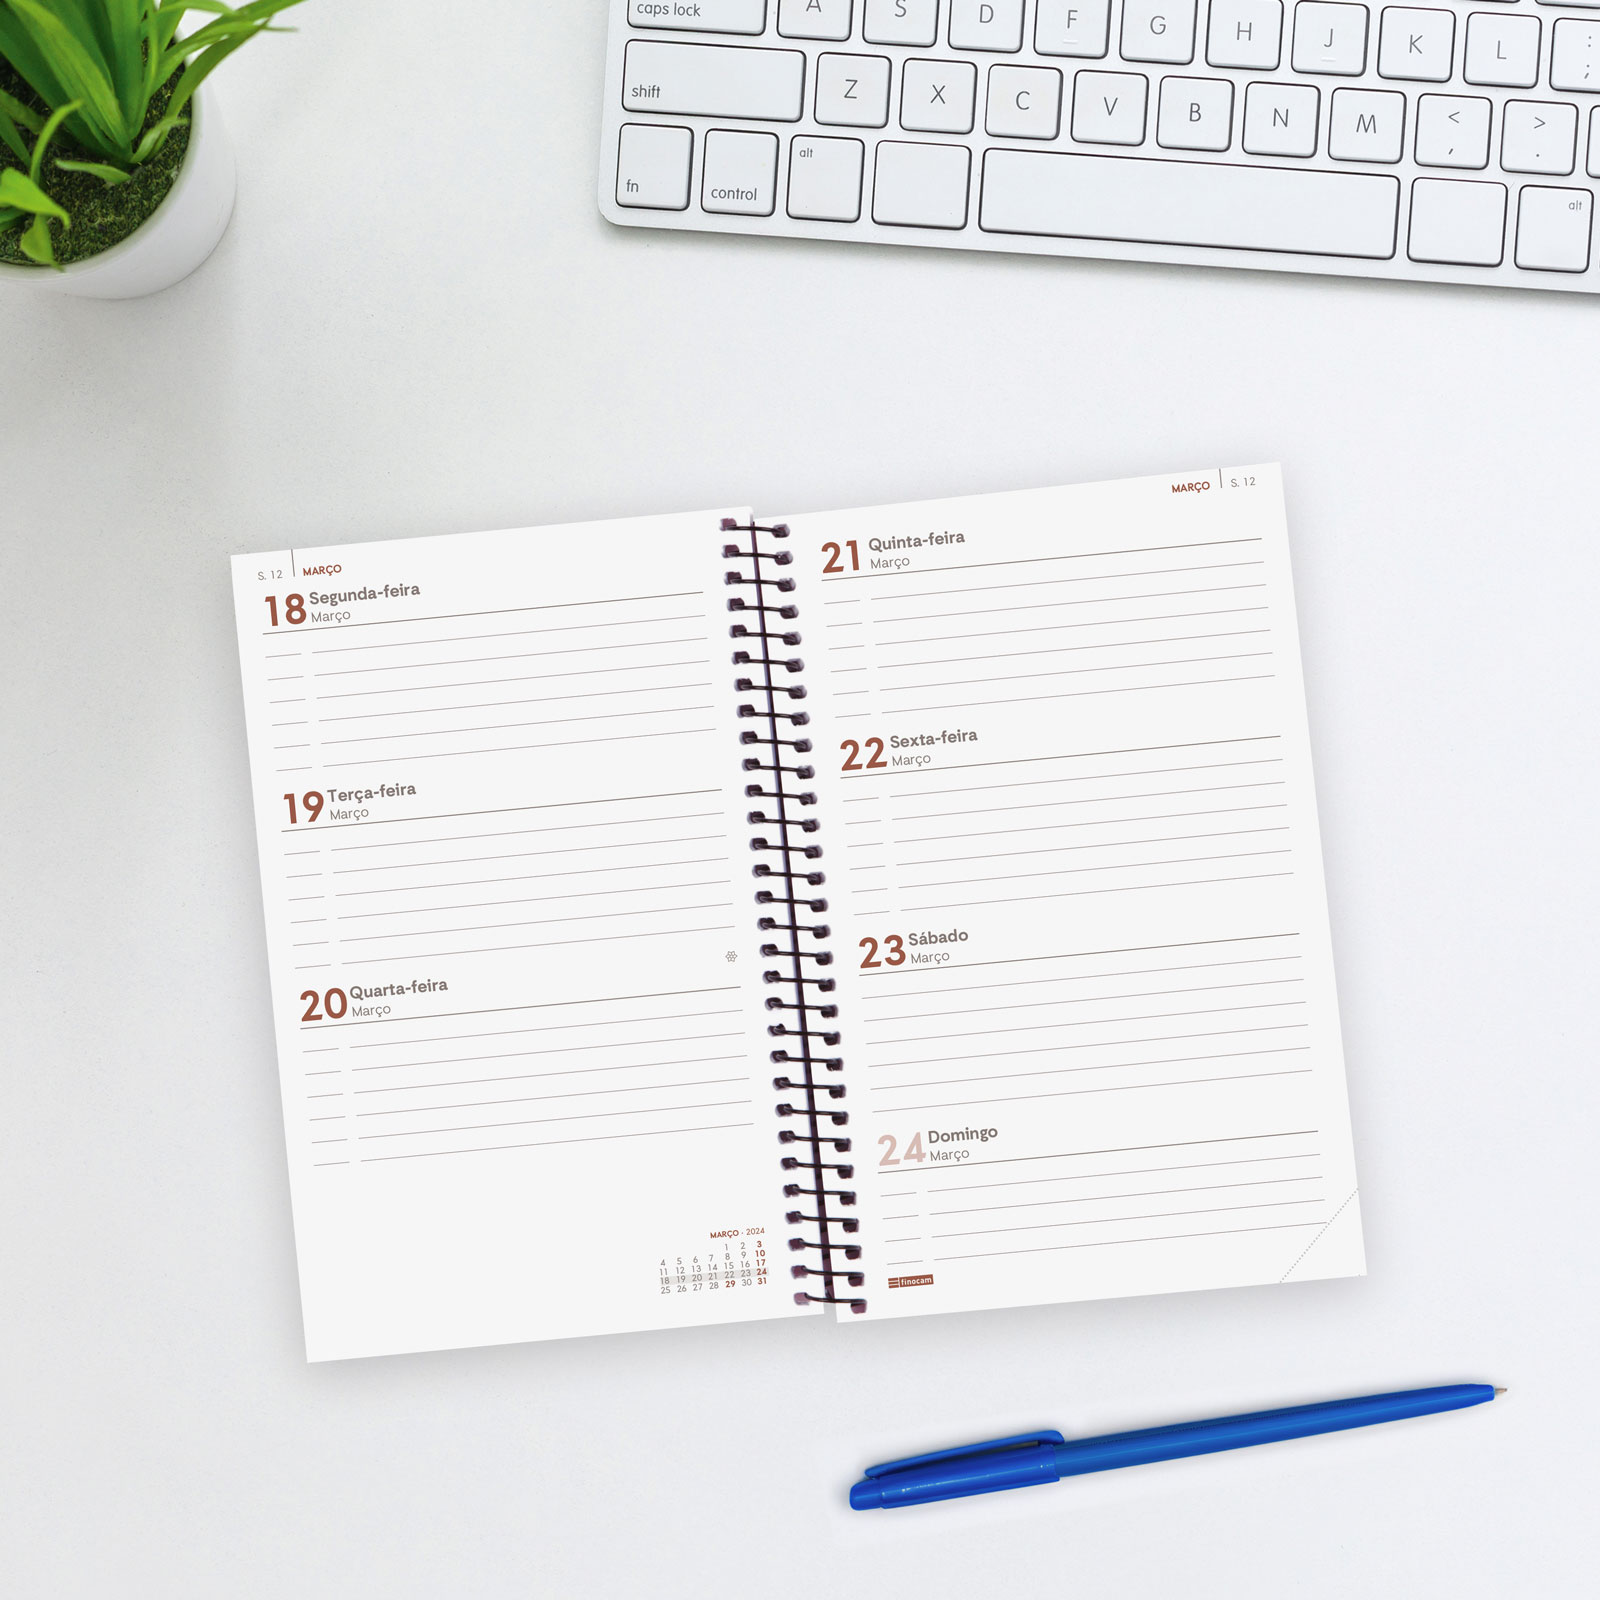 caps lock
A S D F G H J K L : ;
shift
Z X C V B N M < , > .
fn
control
alt
alt
S. 12 MARÇO
18 Segunda-feira
Março
19 Terça-feira
Março
20 Quarta-feira
Março
MARÇO · 2024
1 2 3
4 5 6 7 8 9 10
11 12 13 14 15 16 17
18 19 20 21 22 23 24
25 26 27 28 29 30 31
MARÇO S. 12
21 Quinta-feira
Março
22 Sexta-feira
Março
23 Sábado
Março
24 Domingo
Março
finocam